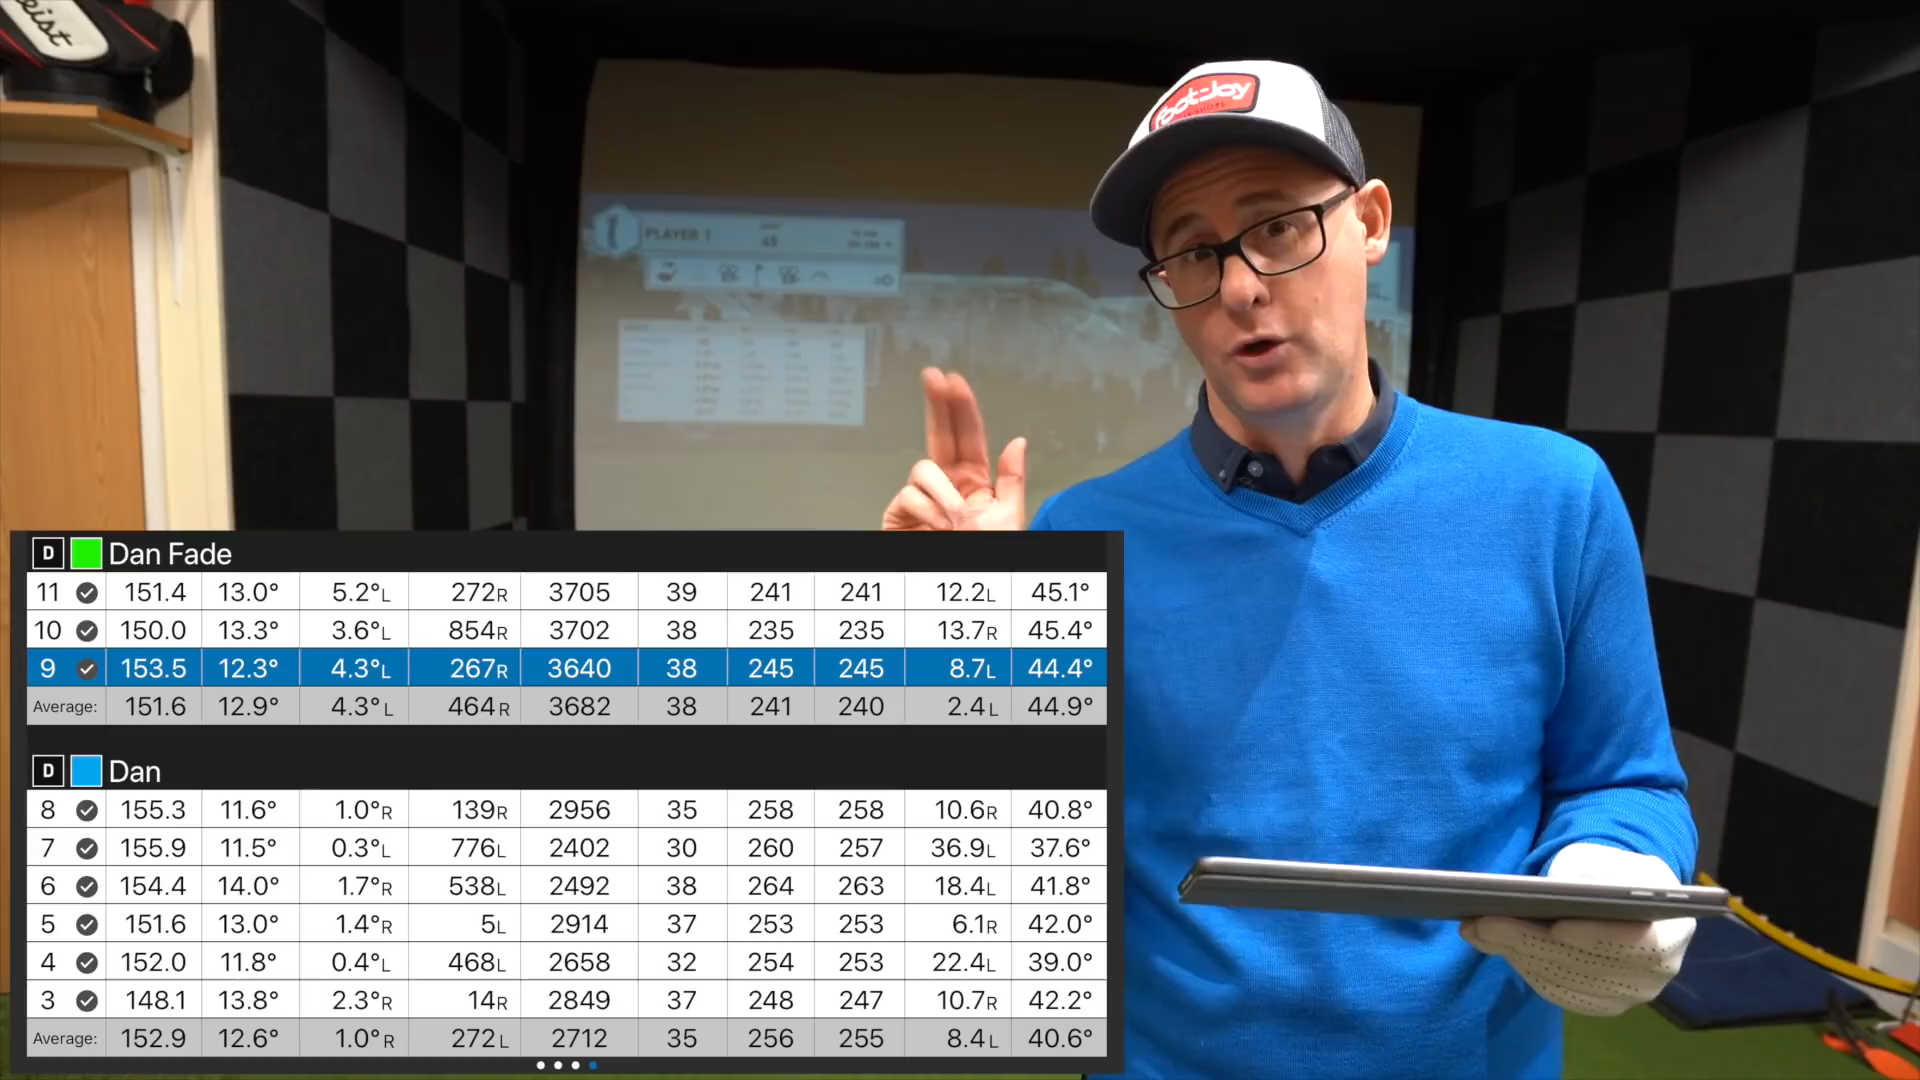 eist
FootJoy
PLAYER 1
D Dan Fade
11 151.4 13.0° 5.2°L 272R 3705 39 241 241 12.2L 45.1°
10 150.0 13.3° 3.6°L 854R 3702 38 235 235 13.7R 45.4°
9 153.5 12.3° 4.3°L 267R 3640 38 245 245 8.7L 44.4°
Average: 151.6 12.9° 4.3°L 464R 3682 38 241 240 2.4L 44.9°
D Dan
8 155.3 11.6° 1.0°R 139R 2956 35 258 258 10.6R 40.8°
7 155.9 11.5° 0.3°L 776L 2402 30 260 257 36.9L 37.6°
6 154.4 14.0° 1.7°R 538L 2492 38 264 263 18.4L 41.8°
5 151.6 13.0° 1.4°R 5L 2914 37 253 253 6.1R 42.0°
4 152.0 11.8° 0.4°L 468L 2658 32 254 253 22.4L 39.0°
3 148.1 13.8° 2.3°R 14R 2849 37 248 247 10.7R 42.2°
Average: 152.9 12.6° 1.0°R 272L 2712 35 256 255 8.4L 40.6°